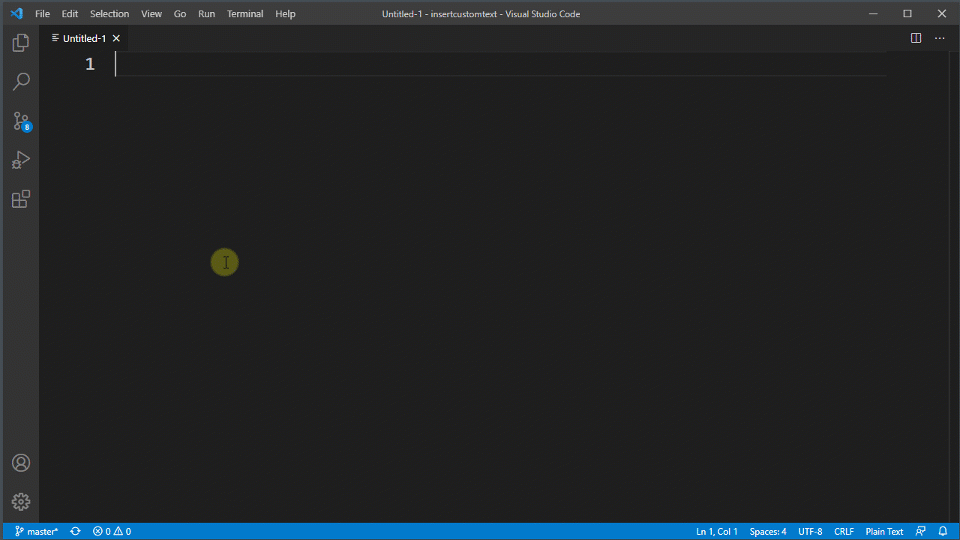 File Edit Selection View Go Run Terminal Help Untitled-1 - insertcustomtext - Visual Studio Code
Untitled-1
1
6
master* 0 0 Ln 1, Col 1 Spaces: 4 UTF-8 CRLF Plain Text